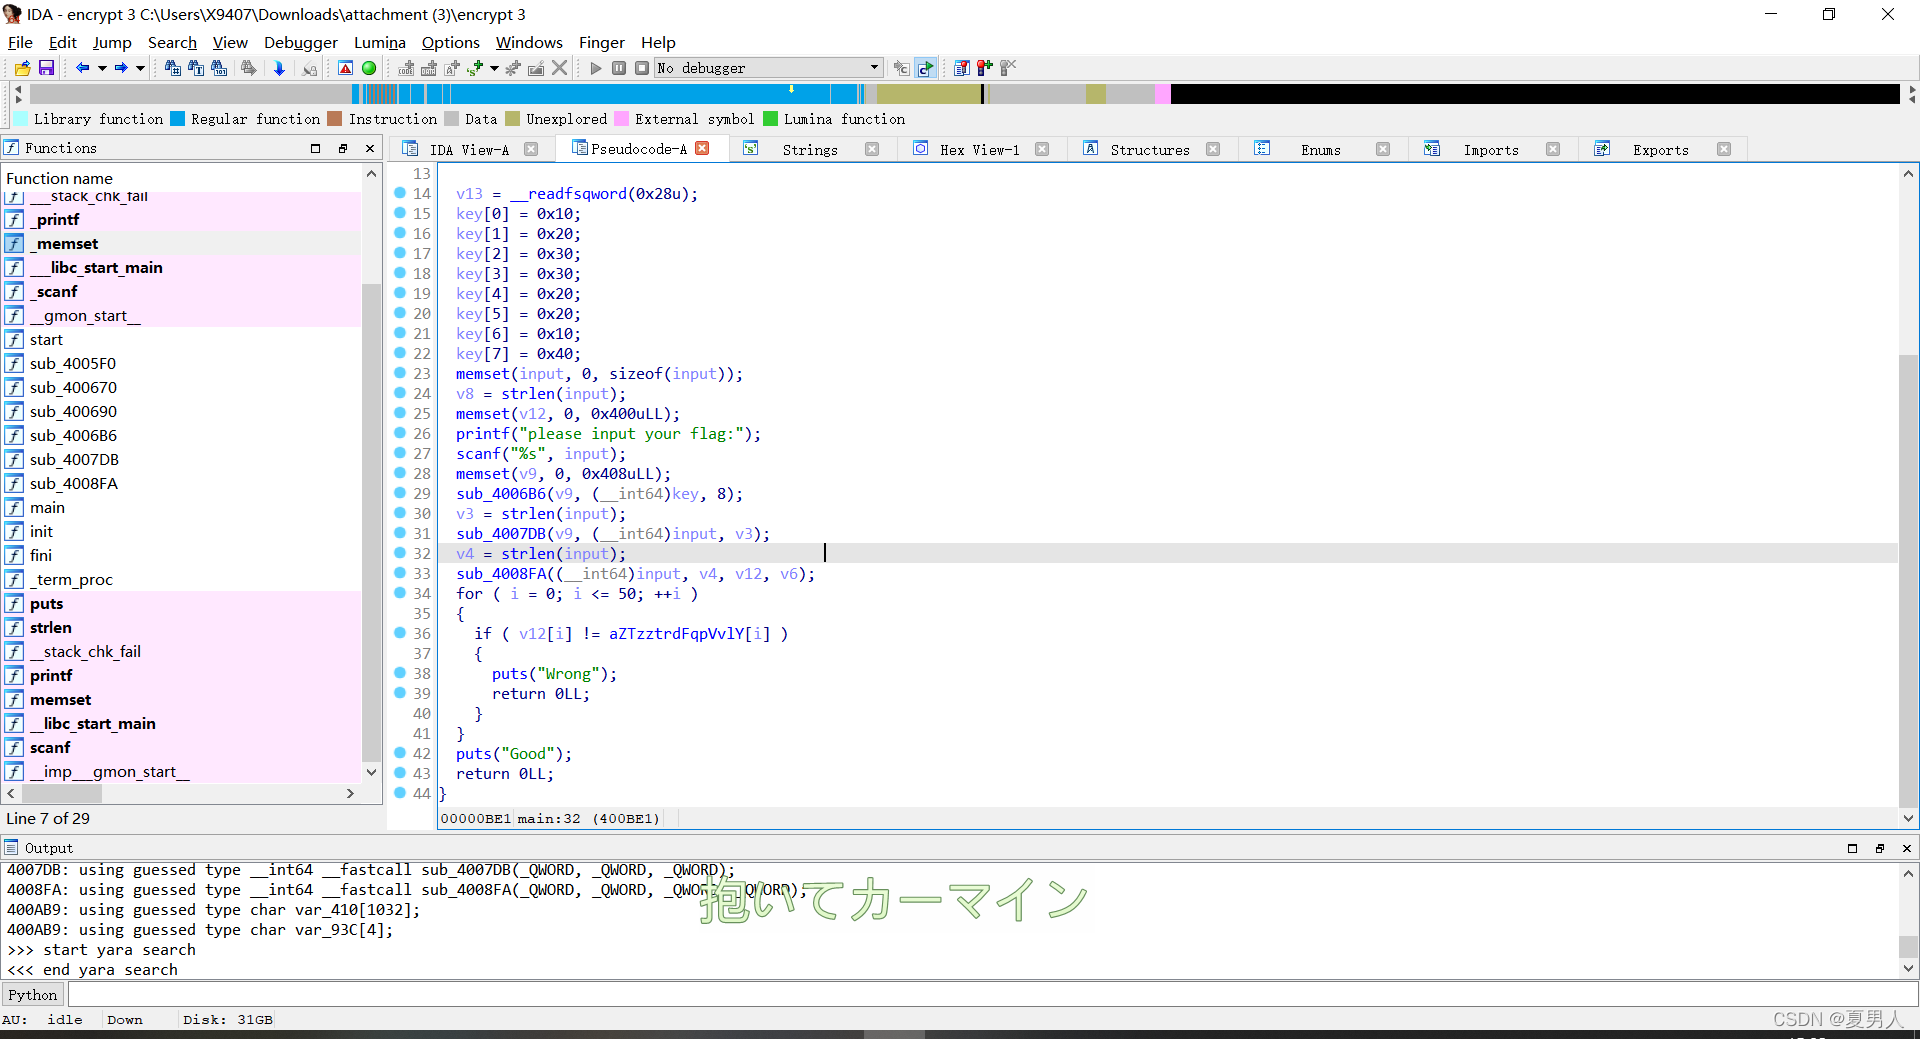 IDA - encrypt 3 C:\Users\X9407\Downloads\attachment (3)\encrypt 3
File Edit Jump Search View Debugger Lumina Options Windows Finger Help
No debugger
Library function Regular function Instruction Data Unexplored External symbol Lumina function
Functions
IDA View-A Pseudocode-A Strings Hex View-1 Structures Enums Imports Exports
Function name
___stack_chk_fail
_printf
_memset
___libc_start_main
_scanf
__gmon_start__
start
sub_4005F0
sub_400670
sub_400690
sub_4006B6
sub_4007DB
sub_4008FA
main
init
fini
_term_proc
puts
strlen
__stack_chk_fail
printf
memset
__libc_start_main
scanf
__imp___gmon_start__
Line 7 of 29
13
14 v13 = __readfsqword(0x28u);
15 key[0] = 0x10;
16 key[1] = 0x20;
17 key[2] = 0x30;
18 key[3] = 0x30;
19 key[4] = 0x20;
20 key[5] = 0x20;
21 key[6] = 0x10;
22 key[7] = 0x40;
23 memset(input, 0, sizeof(input));
24 v8 = strlen(input);
25 memset(v12, 0, 0x400uLL);
26 printf("please input your flag:");
27 scanf("%s", input);
28 memset(v9, 0, 0x408uLL);
29 sub_4006B6(v9, (__int64)key, 8);
30 v3 = strlen(input);
31 sub_4007DB(v9, (__int64)input, v3);
32 v4 = strlen(input);
33 sub_4008FA((__int64)input, v4, v12, v6);
34 for ( i = 0; i <= 50; ++i )
35 {
36 if ( v12[i] != aZTzztrdFqpVvlY[i] )
37 {
38 puts("Wrong");
39 return 0LL;
40 }
41 }
42 puts("Good");
43 return 0LL;
44 }
00000BE1 main:32 (400BE1)
Output
4007DB: using guessed type __int64 __fastcall sub_4007DB(_QWORD, _QWORD, _QWORD);
4008FA: using guessed type __int64 __fastcall sub_4008FA(_QWORD, _QWORD, _QWORD, _QWORD);
400AB9: using guessed type char var_410[1032];
400AB9: using guessed type char var_93C[4];
>>> start yara search
<<< end yara search
抱いてカーマイン
Python
AU: idle Down Disk: 31GB
CSDN @夏男人